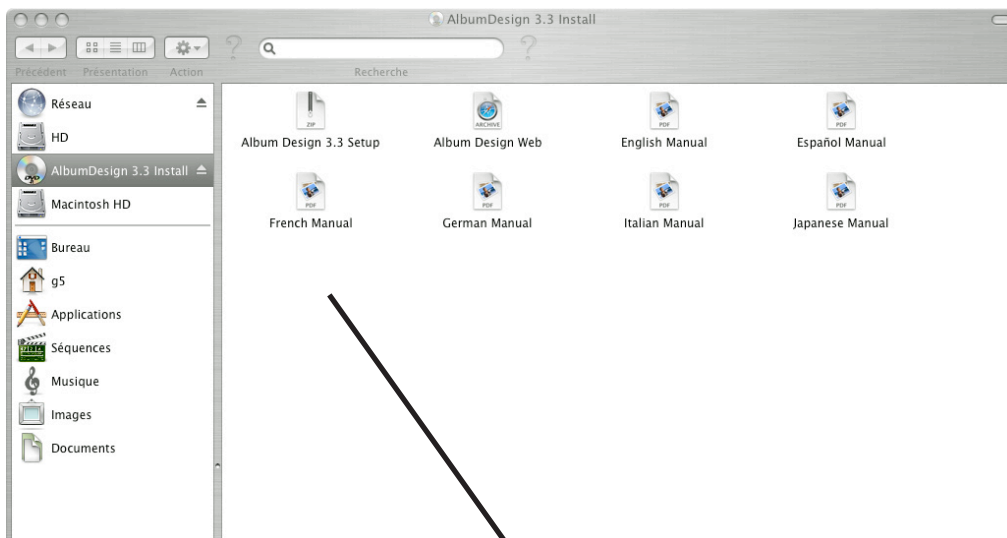 AlbumDesign 3.3 Install
Précédent Présentation Action Recherche
Réseau
HD
AlbumDesign 3.3 Install
Macintosh HD
Bureau
g5
Applications
Séquences
Musique
Images
Documents
ZIP ARCHIVE PDF PDF
Album Design 3.3 Setup Album Design Web English Manual Español Manual
PDF PDF PDF PDF
French Manual German Manual Italian Manual Japanese Manual